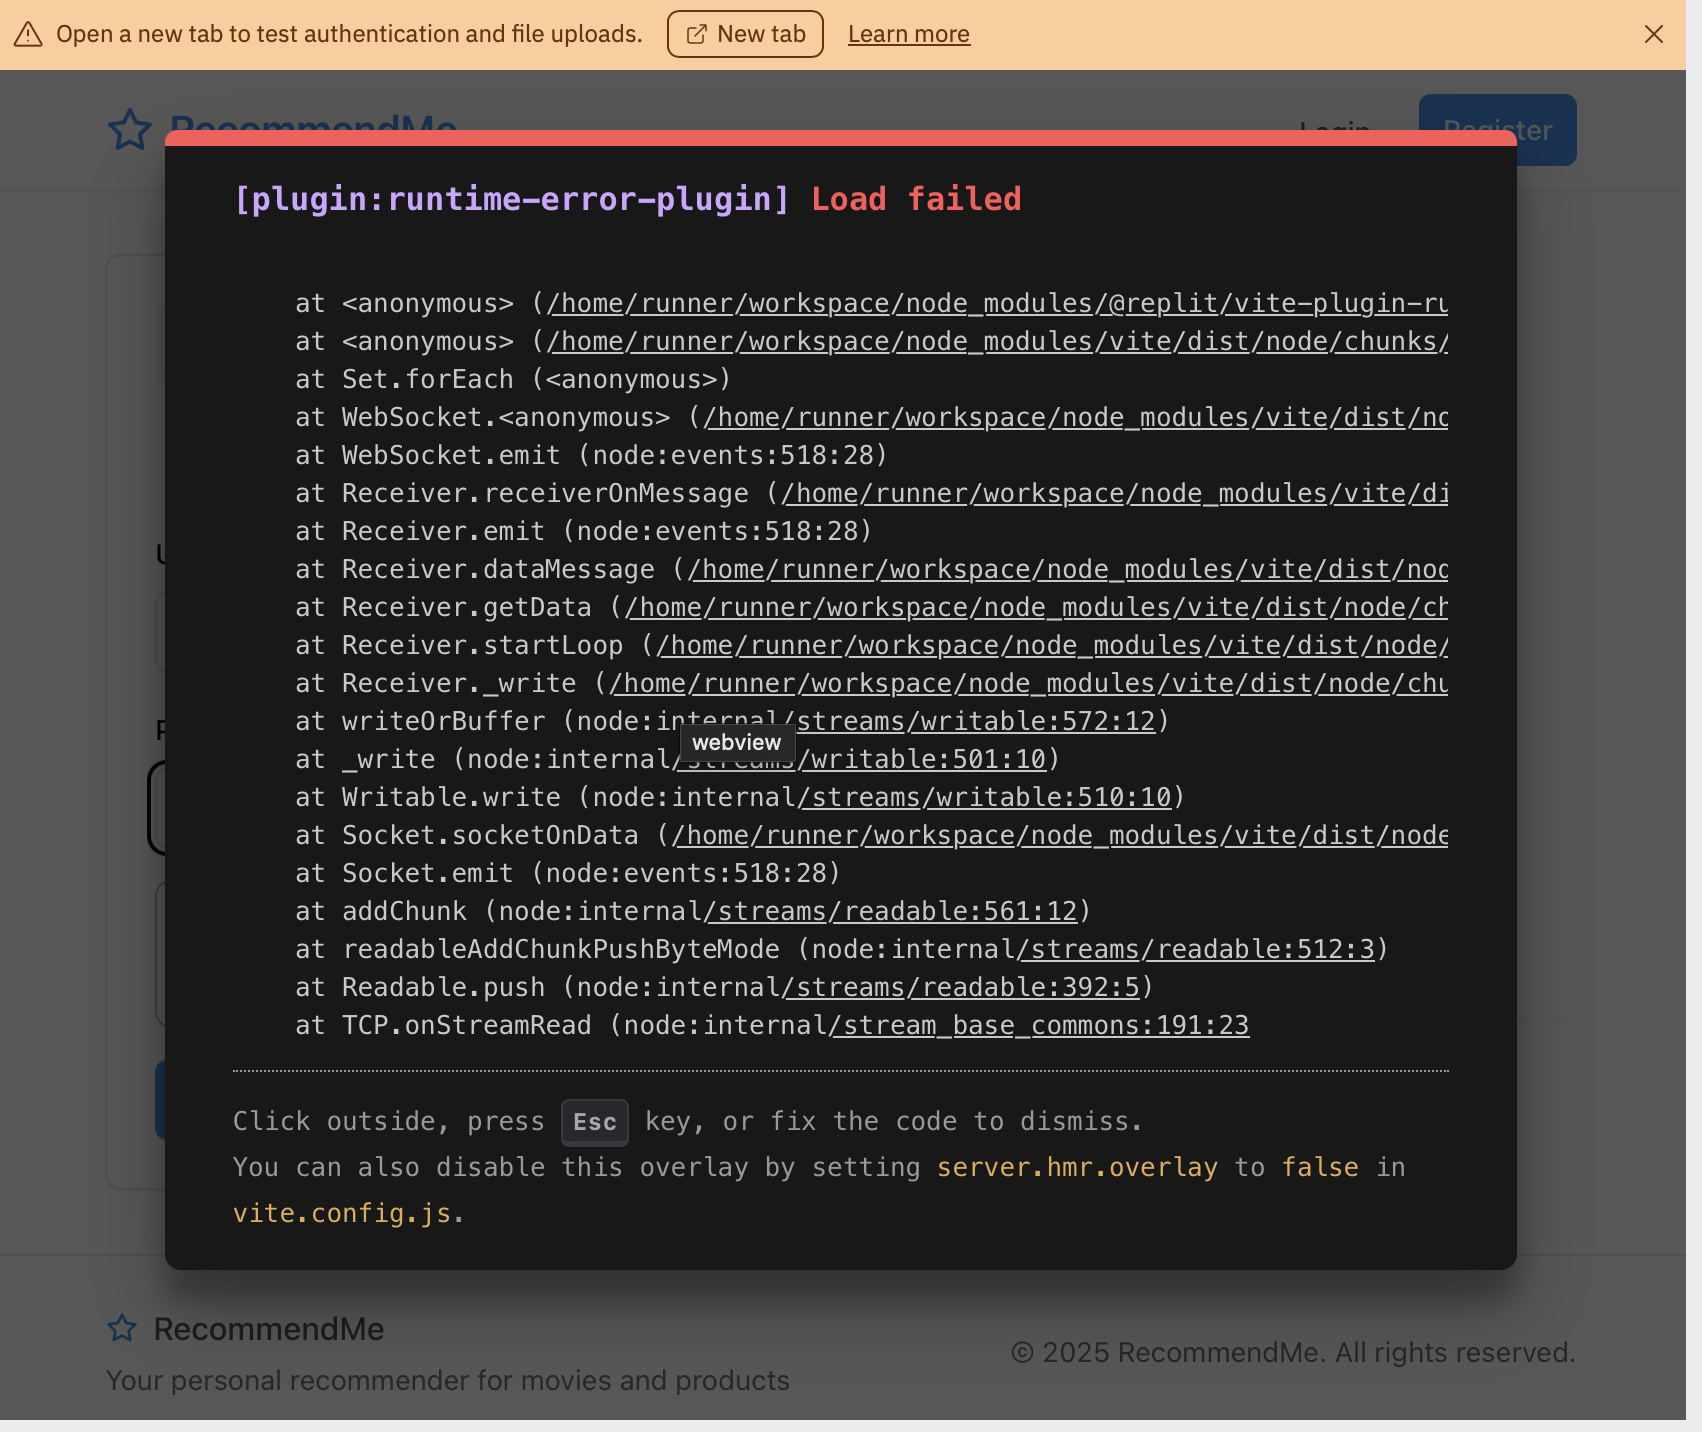 Open a new tab to test authentication and file uploads. New tab Learn more
RecommendMe Login Register
[plugin:runtime-error-plugin] Load failed
at <anonymous> (/home/runner/workspace/node_modules/@replit/vite-plugin-ru
at <anonymous> (/home/runner/workspace/node_modules/vite/dist/node/chunks/
at Set.forEach (<anonymous>)
at WebSocket.<anonymous> (/home/runner/workspace/node_modules/vite/dist/no
at WebSocket.emit (node:events:518:28)
at Receiver.receiverOnMessage (/home/runner/workspace/node_modules/vite/di
at Receiver.emit (node:events:518:28)
at Receiver.dataMessage (/home/runner/workspace/node_modules/vite/dist/nod
at Receiver.getData (/home/runner/workspace/node_modules/vite/dist/node/ch
at Receiver.startLoop (/home/runner/workspace/node_modules/vite/dist/node/
at Receiver._write (/home/runner/workspace/node_modules/vite/dist/node/chu
at writeOrBuffer (node:internal/streams/writable:572:12)
webview
at _write (node:internal/streams/writable:501:10)
at Writable.write (node:internal/streams/writable:510:10)
at Socket.socketOnData (/home/runner/workspace/node_modules/vite/dist/node
at Socket.emit (node:events:518:28)
at addChunk (node:internal/streams/readable:561:12)
at readableAddChunkPushByteMode (node:internal/streams/readable:512:3)
at Readable.push (node:internal/streams/readable:392:5)
at TCP.onStreamRead (node:internal/stream_base_commons:191:23
Click outside, press Esc key, or fix the code to dismiss.
You can also disable this overlay by setting server.hmr.overlay to false in
vite.config.js.
RecommendMe
Your personal recommender for movies and products
© 2025 RecommendMe. All rights reserved.